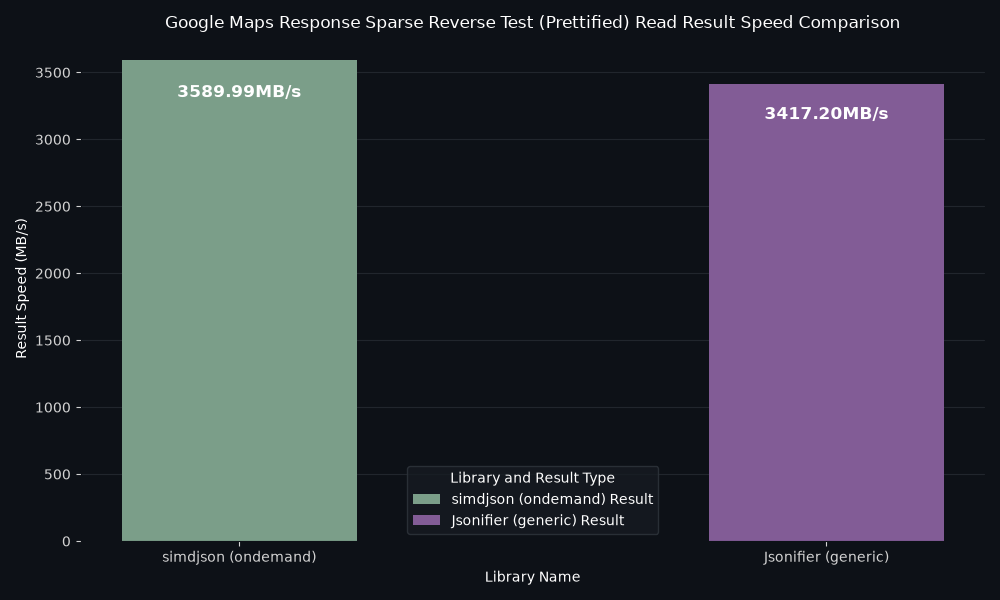 Google Maps Response Sparse Reverse Test (Prettified) Read Result Speed Comparison
3589.99MB/s
3417.20MB/s
Result Speed (MB/s)
3500
3000
2500
2000
1500
1000
500
0
Library and Result Type
simdjson (ondemand) Result
Jsonifier (generic) Result
simdjson (ondemand)
Jsonifier (generic)
Library Name